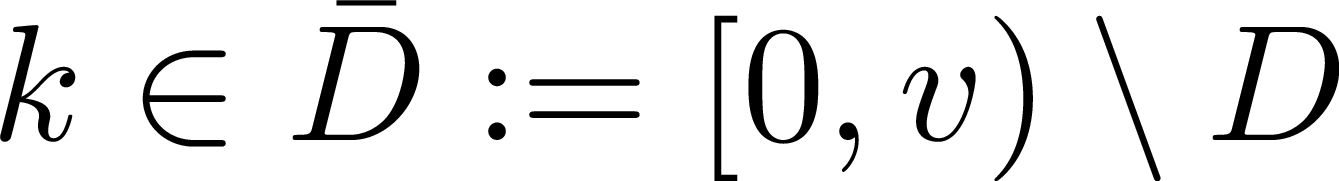 k ∈ D̄ := [0, v) \ D